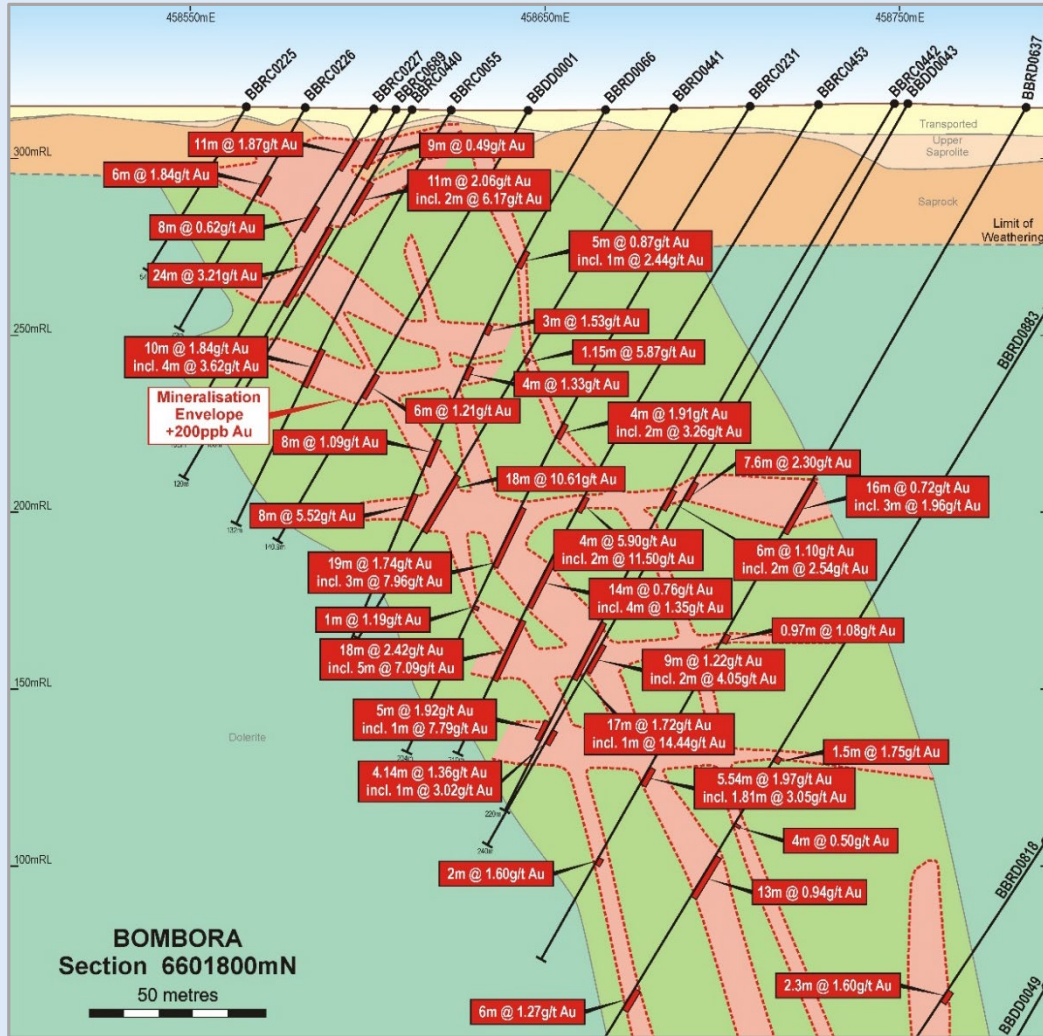 458550mE
458650mE
458750mE
BBRC0225
BBRC0226
BBRC0227
BBRC0689
BBRC0440
BBRC0055
BBDD0001
BBRD0066
BBRD0441
BBRC0231
BBRC0453
BBRC0442
BBDD0043
BBRD0637
Transported
Upper
Saprolite
Saprock
Limit of
Weathering
300mRL
11m @ 1.87g/t Au
9m @ 0.49g/t Au
6m @ 1.84g/t Au
11m @ 2.06g/t Au
incl. 2m @ 6.17g/t Au
8m @ 0.62g/t Au
5m @ 0.87g/t Au
incl. 1m @ 2.44g/t Au
24m @ 3.21g/t Au
BBRD0883
250mRL
3m @ 1.53g/t Au
10m @ 1.84g/t Au
incl. 4m @ 3.62g/t Au
1.15m @ 5.87g/t Au
4m @ 1.33g/t Au
Mineralisation
Envelope
+200ppb Au
6m @ 1.21g/t Au
4m @ 1.91g/t Au
incl. 2m @ 3.26g/t Au
8m @ 1.09g/t Au
7.6m @ 2.30g/t Au
18m @ 10.61g/t Au
16m @ 0.72g/t Au
incl. 3m @ 1.96g/t Au
129m
200mRL
8m @ 5.52g/t Au
132m
4m @ 5.90g/t Au
incl. 2m @ 11.50g/t Au
6m @ 1.10g/t Au
incl. 2m @ 2.54g/t Au
19m @ 1.74g/t Au
incl. 3m @ 7.96g/t Au
14m @ 0.76g/t Au
incl. 4m @ 1.35g/t Au
1m @ 1.19g/t Au
0.97m @ 1.08g/t Au
18m @ 2.42g/t Au
incl. 5m @ 7.09g/t Au
9m @ 1.22g/t Au
incl. 2m @ 4.05g/t Au
150mRL
5m @ 1.92g/t Au
incl. 1m @ 7.79g/t Au
17m @ 1.72g/t Au
incl. 1m @ 14.44g/t Au
Dolerite
1.5m @ 1.75g/t Au
4.14m @ 1.36g/t Au
incl. 1m @ 3.02g/t Au
5.54m @ 1.97g/t Au
incl. 1.81m @ 3.05g/t Au
220m
240m
4m @ 0.50g/t Au
100mRL
2m @ 1.60g/t Au
13m @ 0.94g/t Au
BBRD0818
BOMBORA
Section 6601800mN
50 metres
2.3m @ 1.60g/t Au
6m @ 1.27g/t Au
BBDD0049